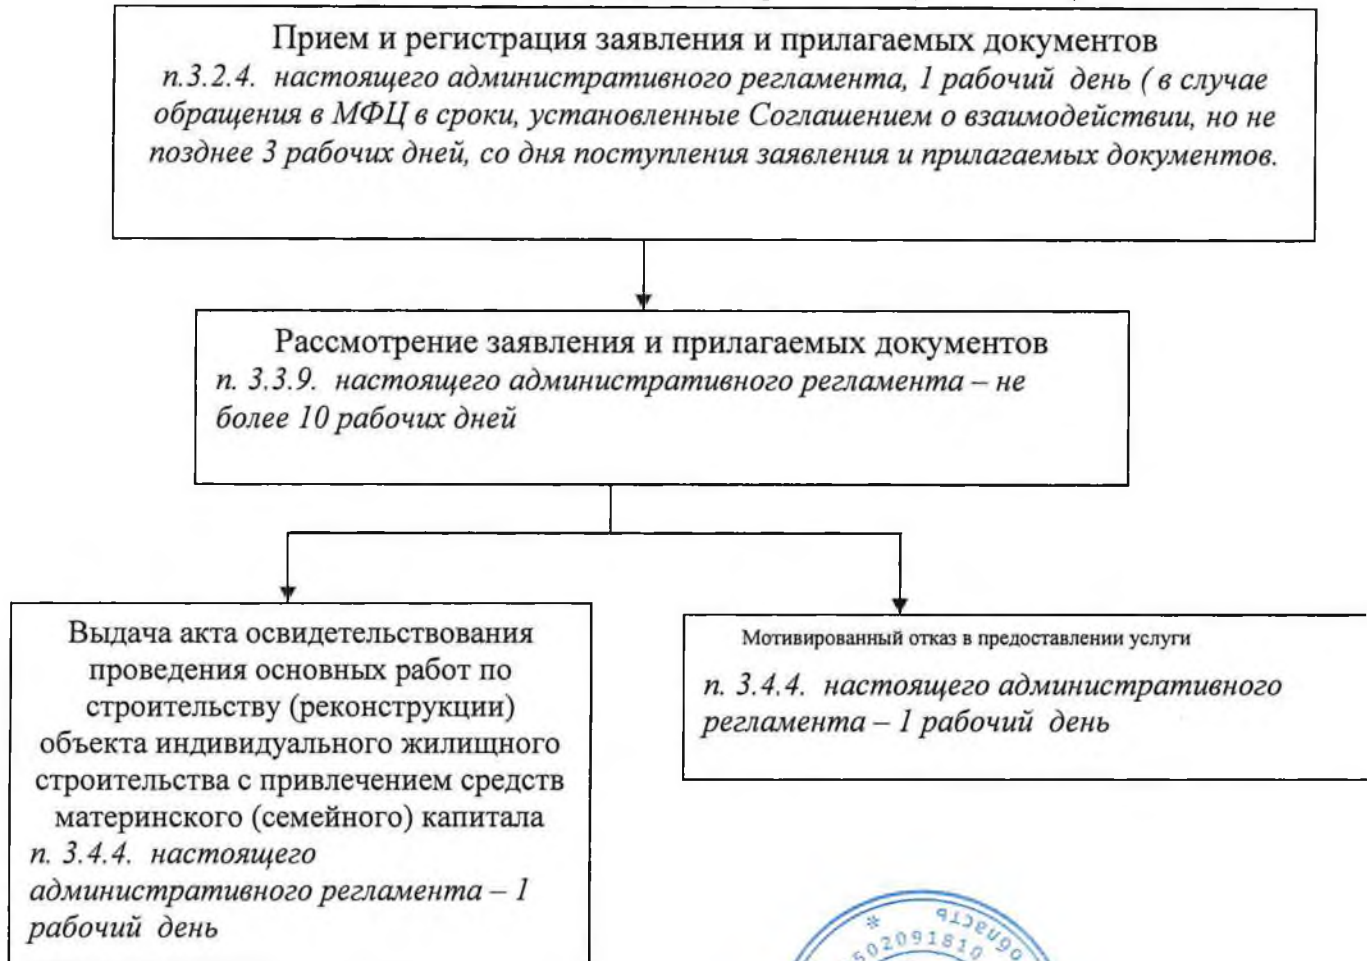 Прием и регистрация заявления и прилагаемых документов
п.3.2.4. настоящего административного регламента, 1 рабочий день ( в случае
обращения в МФЦ в сроки, установленные Соглашением о взаимодействии, но не
позднее 3 рабочих дней, со дня поступления заявления и прилагаемых документов.
Рассмотрение заявления и прилагаемых документов
п. 3.3.9. настоящего административного регламента – не
более 10 рабочих дней
Выдача акта освидетельствования
проведения основных работ по
строительству (реконструкции)
объекта индивидуального жилищного
строительства с привлечением средств
материнского (семейного) капитала
п. 3.4.4. настоящего
административного регламента – 1
рабочий день
Мотивированный отказ в предоставлении услуги
п. 3.4.4. настоящего административного
регламента – 1 рабочий день
* область
502091810